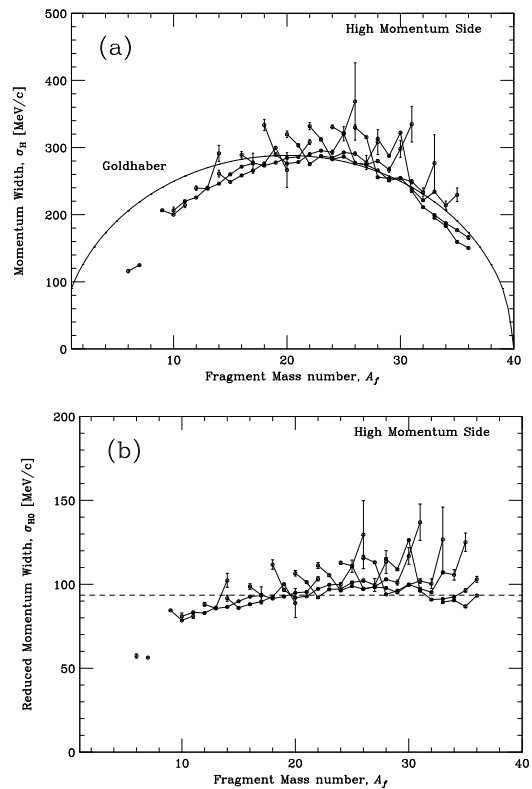 500
High Momentum Side
(a)
400
300
Goldhaber
200
100
0
10
20
30
40
Momentum Width, σH [MeV/c]
Fragment Mass number, Af
200
High Momentum Side
(b)
150
100
50
0
10
20
30
40
Reduced Momentum Width, σH0 [MeV/c]
Fragment Mass number, Af